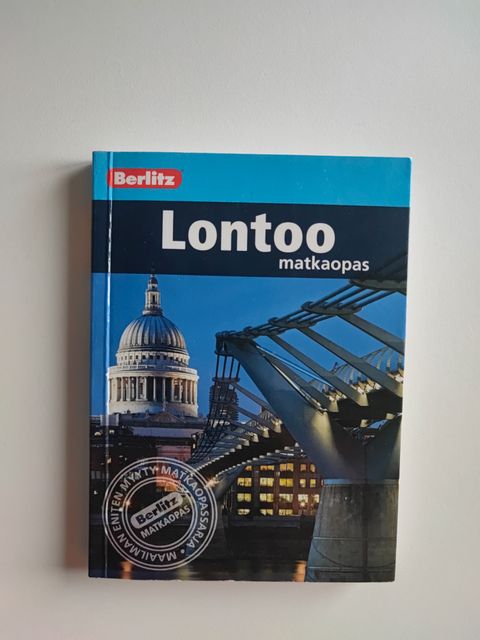 Berlitz
Lontoo
matkaopas
MAAILMAN ENITEN MYYTY MATKAOPASSARJA
Berlitz
MATKAOPAS